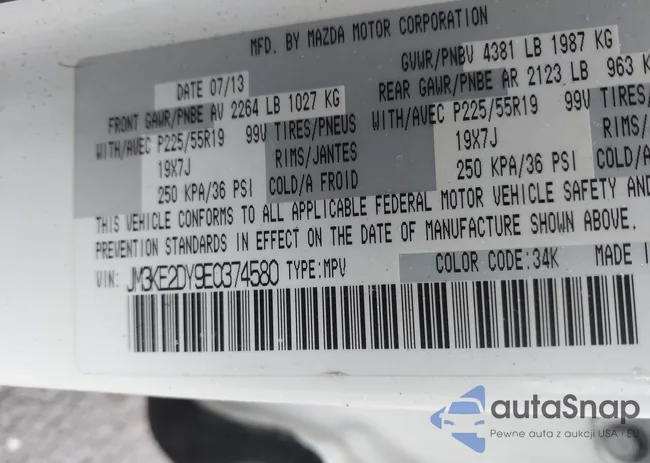 MFD. BY MAZDA MOTOR CORPORATION
DATE 07/13
GVWR/PNBV 4381 LB 1987 KG
FRONT GAWR/PNBE AV 2264 LB 1027 KG
REAR GAWR/PNBE AR 2123 LB 963 K
WITH/AVEC P225/55R19 99V TIRES/PNEUS
WITH/AVEC P225/55R19 99V TIRES/
19X7J RIMS/JANTES
19X7J RIMS/
250 KPA/36 PSI COLD/A FROID
250 KPA/36 PSI COLD/A
THIS VEHICLE CONFORMS TO ALL APPLICABLE FEDERAL MOTOR VEHICLE SAFETY AND
PREVENTION STANDARDS IN EFFECT ON THE DATE OF MANUFACTURE SHOWN ABOVE.
VIN: JM3KE2DY9E0374580 TYPE:MPV
COLOR CODE:34K MADE I
autaSnap
Pewne auta z aukcji USA i EU